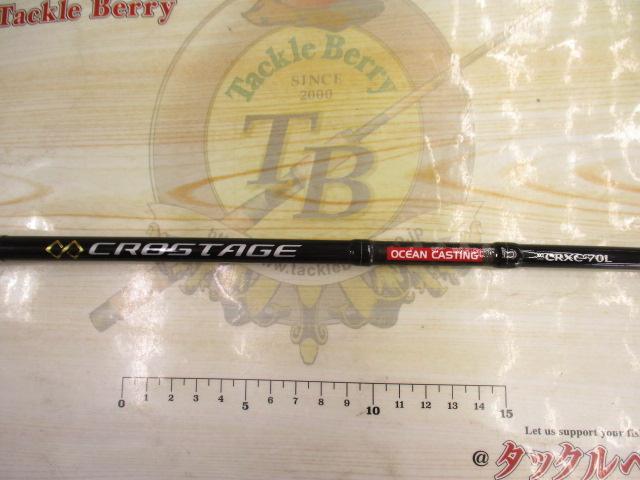 Tackle Berry
Tackle Berry
SINCE
2000
TB
CROSTAGE
OCEAN CASTING
CRXC-70L
www.tackleb
0 1 2 3 4 5 6 7 8 9 10 11 12 13 14 15
Let us support your fis
@タックルベ